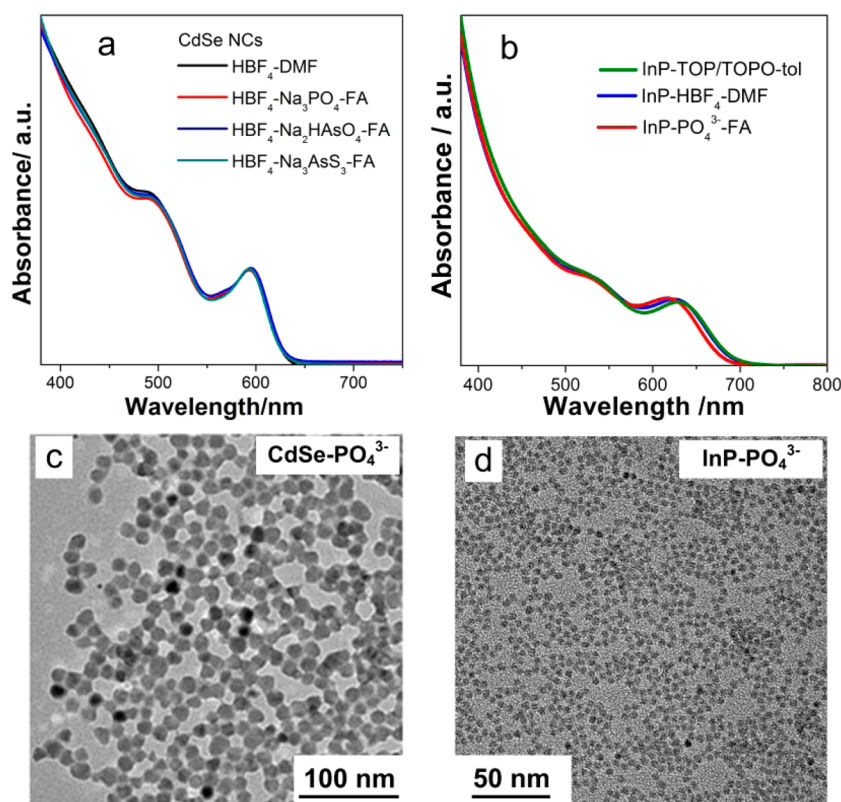 a
CdSe NCs
HBF₄-DMF
HBF₄-Na₃PO₄-FA
HBF₄-Na₂HAsO₄-FA
HBF₄-Na₃AsS₃-FA
Absorbance/ a.u.
400 500 600 700
Wavelength/nm
b
InP-TOP/TOPO-tol
InP-HBF₄-DMF
InP-PO₄³⁻-FA
Absorbance / a.u.
400 500 600 700 800
Wavelength /nm
c
CdSe-PO₄³⁻
100 nm
d
InP-PO₄³⁻
50 nm